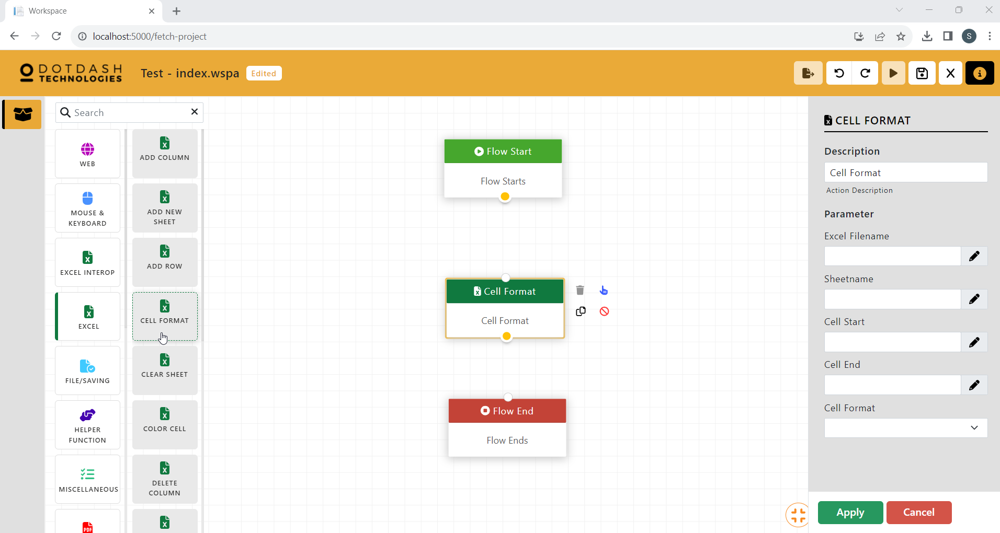 Workspace
localhost:5000/fetch-project
S
DOTDASH
TECHNOLOGIES
Test - index.wspa
Edited
Search
WEB
MOUSE &
KEYBOARD
EXCEL INTEROP
EXCEL
FILE/SAVING
HELPER
FUNCTION
MISCELLANEOUS
PDF
ADD COLUMN
ADD NEW
SHEET
ADD ROW
CELL FORMAT
CLEAR SHEET
COLOR CELL
DELETE
COLUMN
Flow Start
Flow Starts
Cell Format
Cell Format
Flow End
Flow Ends
CELL FORMAT
Description
Cell Format
Action Description
Parameter
Excel Filename
Sheetname
Cell Start
Cell End
Cell Format
Apply
Cancel